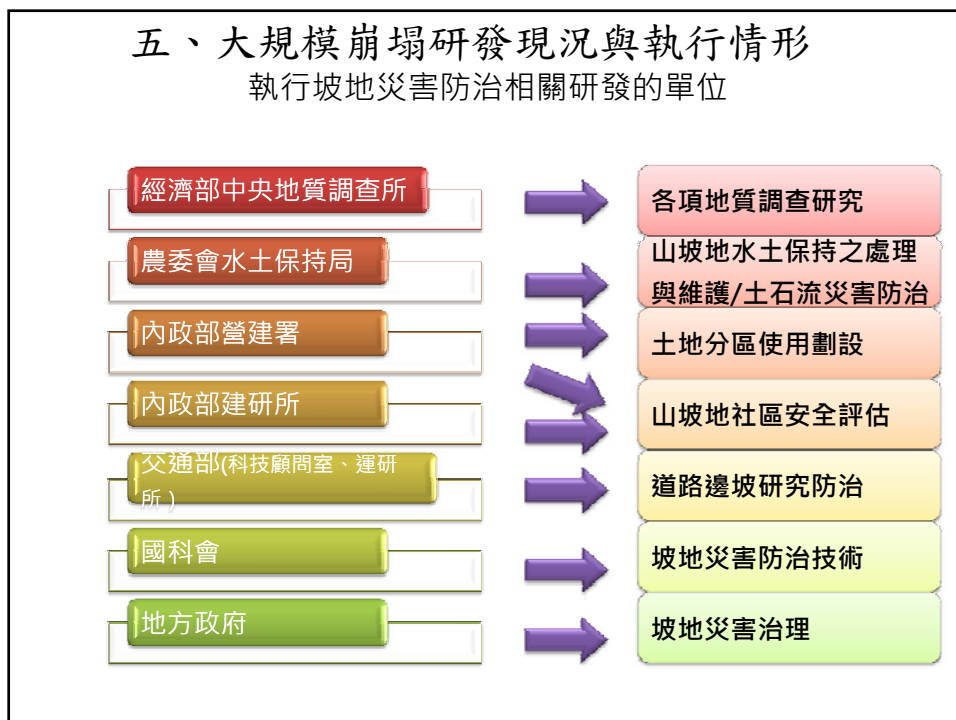 五、大規模崩塌研發現況與執行情形
執行坡地災害防治相關研發的單位
經濟部中央地質調查所
各項地質調查研究
農委會水土保持局
山坡地水土保持之處理
與維護/土石流災害防治
內政部營建署
土地分區使用劃設
內政部建研所
山坡地社區安全評估
交通部(科技顧問室、運研
所)
道路邊坡研究防治
國科會
坡地災害防治技術
地方政府
坡地災害治理